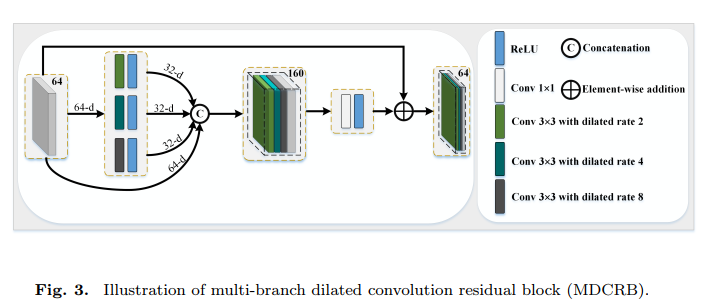 64
64-d
32-d
32-d
32-d
64-d
C
160
64
ReLU
C Concatenation
Conv 1×1
Element-wise addition
Conv 3×3 with dilated rate 2
Conv 3×3 with dilated rate 4
Conv 3×3 with dilated rate 8
Fig. 3. Illustration of multi-branch dilated convolution residual block (MDCRB).